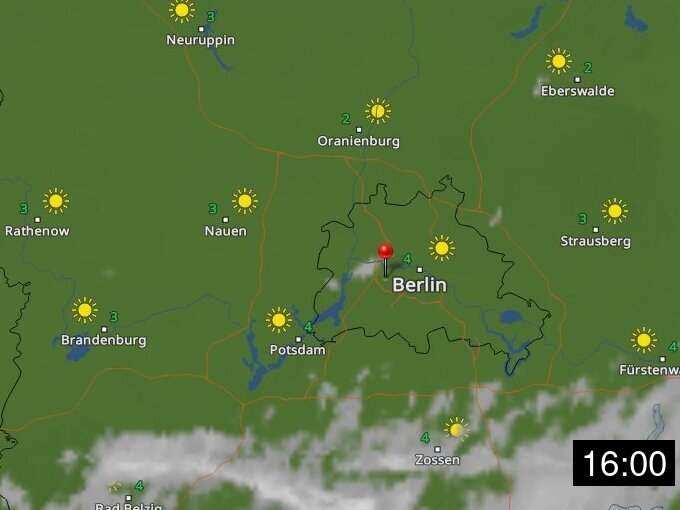 3
Neuruppin
2
Eberswalde
2
Oranienburg
3
Rathenow
3
Nauen
3
Strausberg
4
Berlin
3
Brandenburg
4
Potsdam
4
Fürstenwa
4
Zossen
16:00
4
Bad Belzig